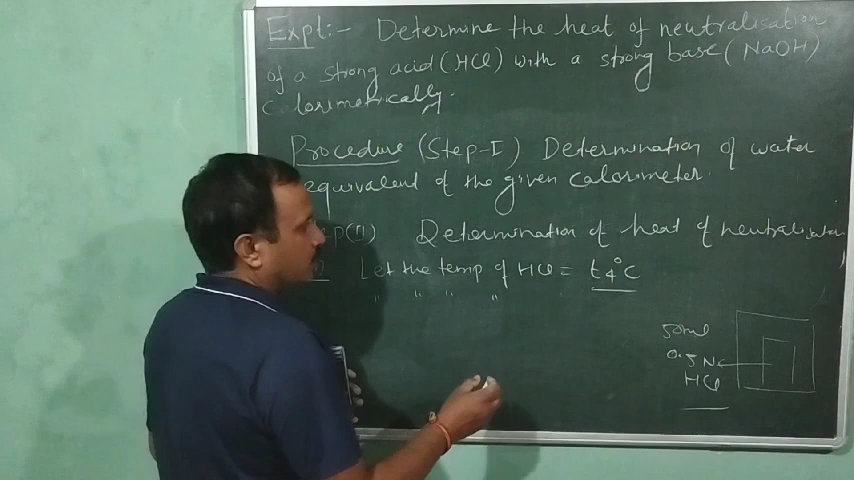 Expt:- Determine the heat of neutralisation
of a strong acid (HCl) with a strong base (NaOH)
Calorimetrically.
Procedure (Step-I) Determination of water
equivalent of the given Calorimeter.
(II) Determination of heat of neutralisation
Let the temp of HCl = t4°C
" " " "
50ml
0.5 N
HCl